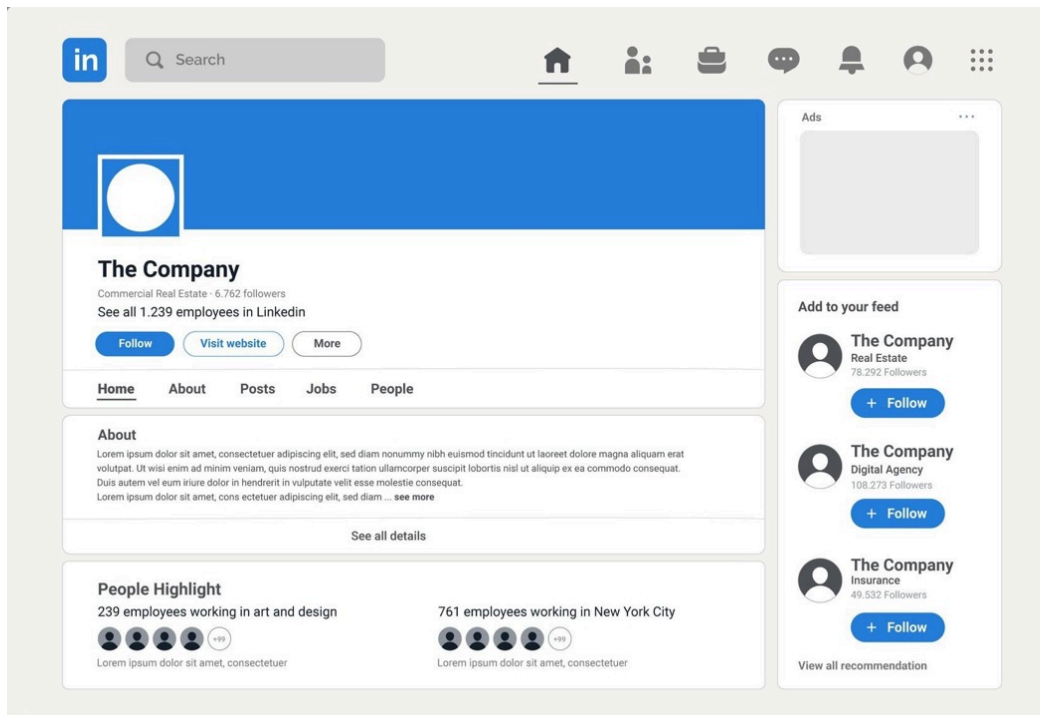 in
Search
The Company
Commercial Real Estate · 6.762 followers
See all 1.239 employees in Linkedin
Follow
Visit website
More
Home
About
Posts
Jobs
People
About
Lorem ipsum dolor sit amet, consectetuer adipiscing elit, sed diam nonummy nibh euismod tincidunt ut laoreet dolore magna aliquam erat
volutpat. Ut wisi enim ad minim veniam, quis nostrud exerci tation ullamcorper suscipit lobortis nisl ut aliquip ex ea commodo consequat.
Duis autem vel eum iriure dolor in hendrerit in vulputate velit esse molestie consequat.
Lorem ipsum dolor sit amet, cons ectetuer adipiscing elit, sed diam ... see more
See all details
People Highlight
239 employees working in art and design
+99
Lorem ipsum dolor sit amet, consectetuer
761 employees working in New York City
+99
Lorem ipsum dolor sit amet, consectetuer
Ads
Add to your feed
The Company
Real Estate
78.292 Followers
+ Follow
The Company
Digital Agency
108.273 Followers
+ Follow
The Company
Insurance
49.532 Followers
+ Follow
View all recommendation